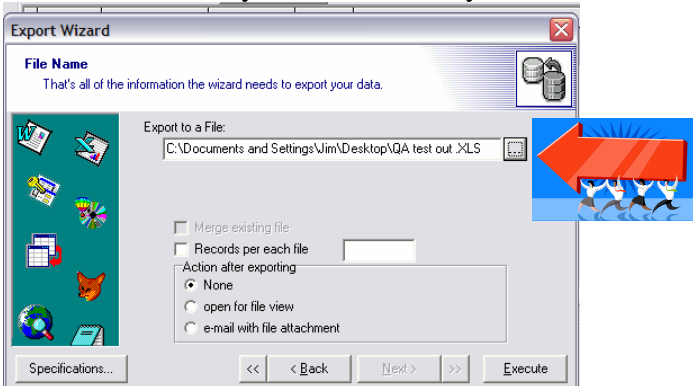 Export Wizard
File Name
That's all of the information the wizard needs to export your data.
Export to a File:
C:\Documents and Settings\Jim\Desktop\QA test out .XLS
...
Merge existing file
Records per each file
Action after exporting
None
open for file view
e-mail with file attachment
Specifications...
<<
< Back
Next >
>>
Execute